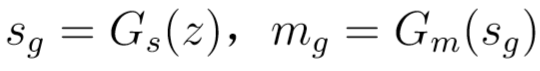 $s_g = G_s(z)$，$m_g = G_m(s_g)$